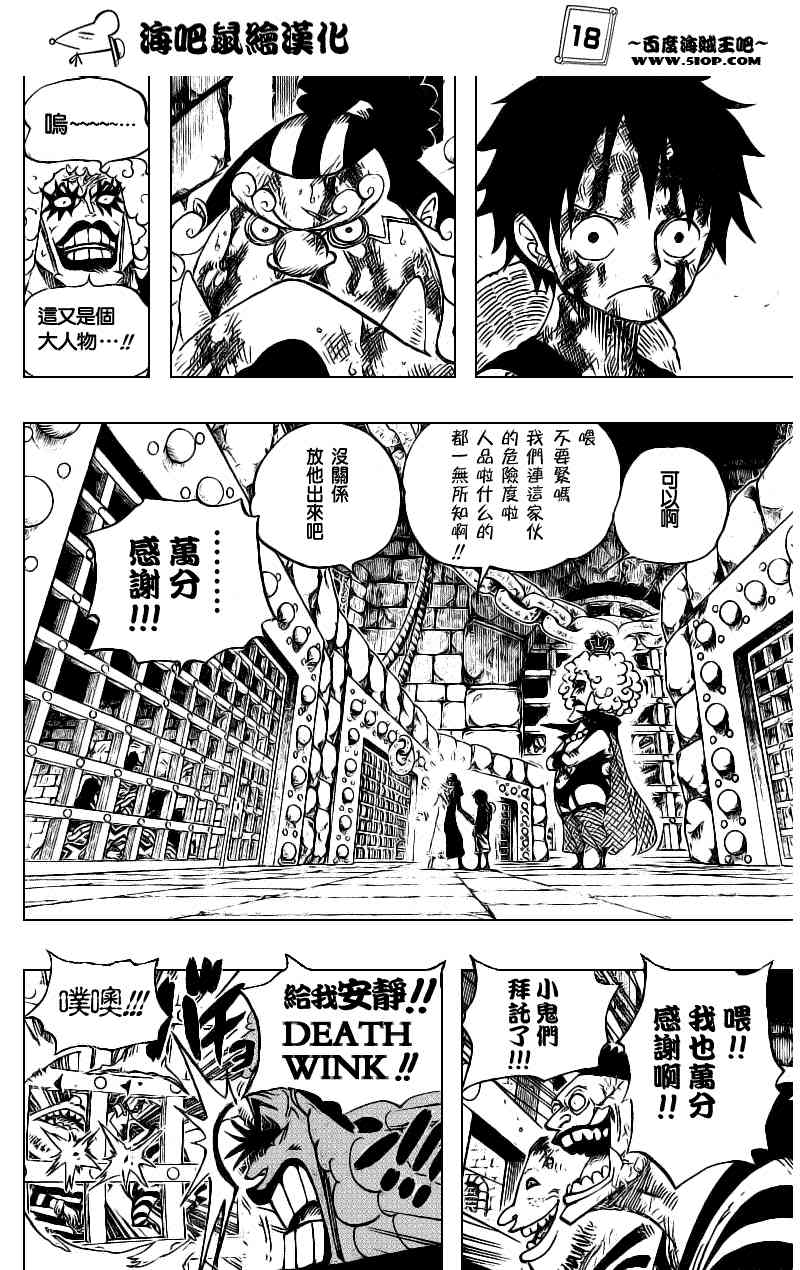 海吧鼠繪漢化
18
~百度海贼王吧~
WWW.5IOP.COM
嗚~~~~~…
這又是個
大人物…!!
可以啊
喂
不要緊嗎
我們連這家伙
的危險度啦
人品啦什么的
都一無所知啊!!
沒關係
放他出來吧
………
萬分
感謝!!!
喂!!
我也萬分
感謝啊!!
小鬼們
拜託了!!!
給我安靜!!
DEATH
WINK!!
噗噢!!!